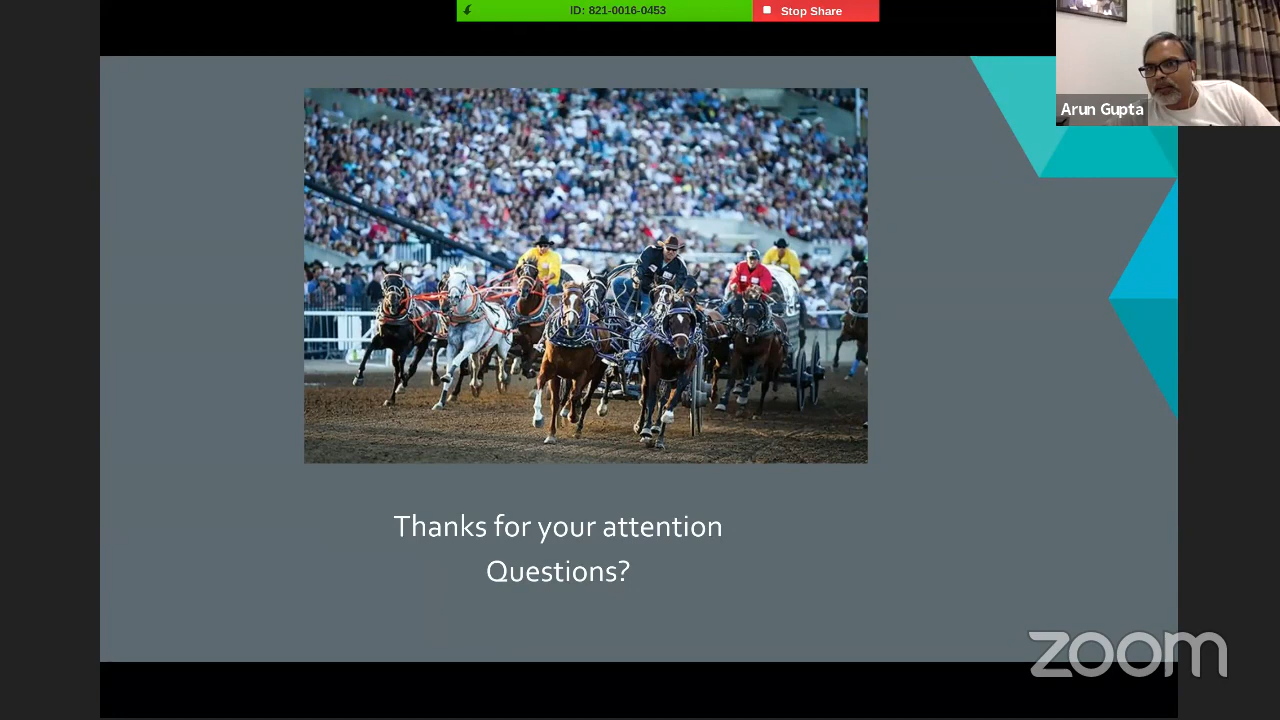 ID: 821-0016-0453
Stop Share
Arun Gupta
Thanks for your attention
Questions?
zoom